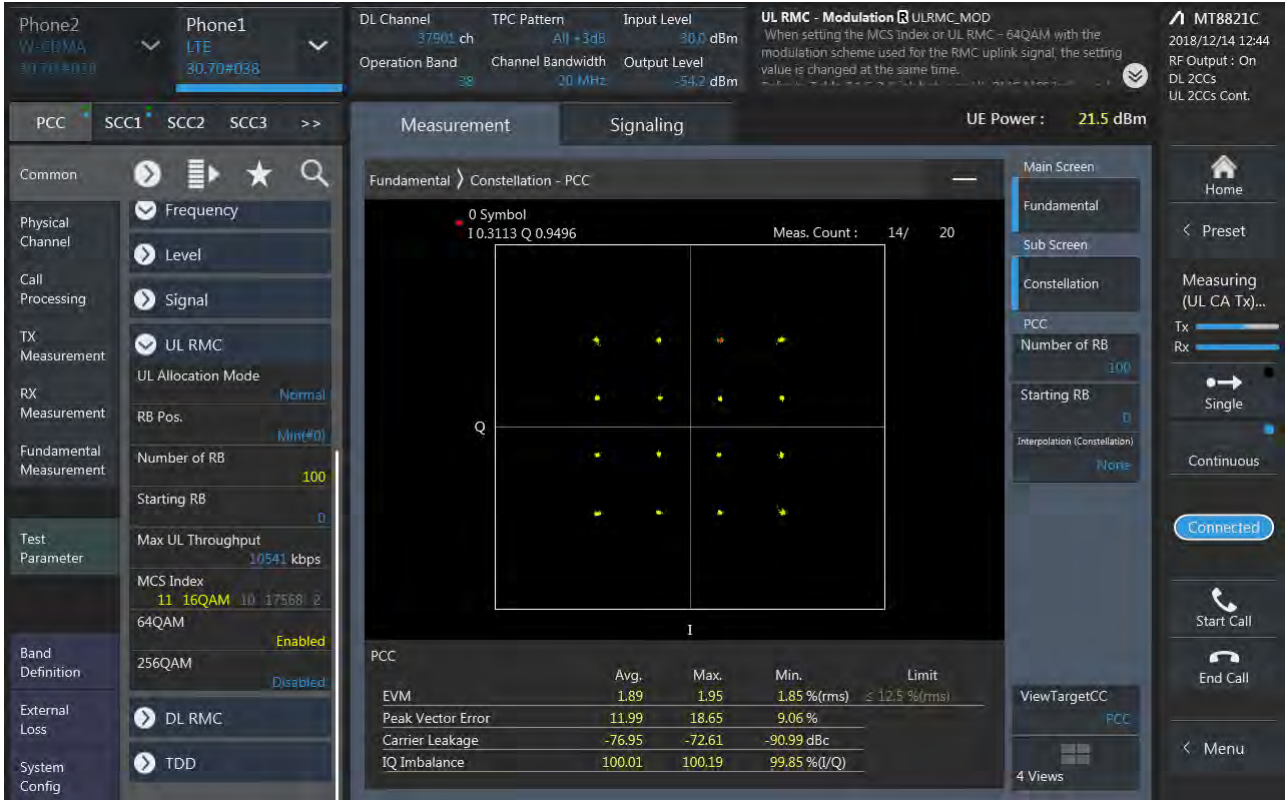 Phone2
W-CDMA
30.70#038
Phone1
LTE
30.70#038
DL Channel
37901 ch
Operation Band
38
TPC Pattern
All +3dB
Channel Bandwidth
20 MHz
Input Level
30.0 dBm
Output Level
-54.2 dBm
UL RMC - Modulation R ULRMC_MOD
When setting the MCS Index or UL RMC - 64QAM with the
modulation scheme used for the RMC uplink signal, the setting
value is changed at the same time.
MT8821C
2018/12/14 12:44
RF Output : On
DL 2CCs
UL 2CCs Cont.
PCC SCC1 SCC2 SCC3 >>
Measurement
Signaling
UE Power : 21.5 dBm
Common
Physical
Channel
Call
Processing
TX
Measurement
RX
Measurement
Fundamental
Measurement
Test
Parameter
Band
Definition
External
Loss
System
Config
Frequency
Level
Signal
UL RMC
UL Allocation Mode
Normal
RB Pos.
Min(#0)
Number of RB
100
Starting RB
0
Max UL Throughput
10541 kbps
MCS Index
11 16QAM 10 17568 2
64QAM
Enabled
256QAM
Disabled
DL RMC
TDD
Fundamental 〉 Constellation - PCC
0 Symbol
I 0.3113 Q 0.9496
Meas. Count : 14/ 20
Q
I
PCC
Avg. Max. Min. Limit
EVM 1.89 1.95 1.85 %(rms) ≤ 12.5 %(rms)
Peak Vector Error 11.99 18.65 9.06 %
Carrier Leakage -76.95 -72.61 -90.99 dBc
IQ Imbalance 100.01 100.19 99.85 %(I/Q)
Main Screen
Fundamental
Sub Screen
Constellation
PCC
Number of RB
100
Starting RB
0
Interpolation (Constellation)
None
ViewTargetCC
PCC
4 Views
Home
< Preset
Measuring
(UL CA Tx)...
Tx
Rx
Single
Continuous
Connected
Start Call
End Call
< Menu